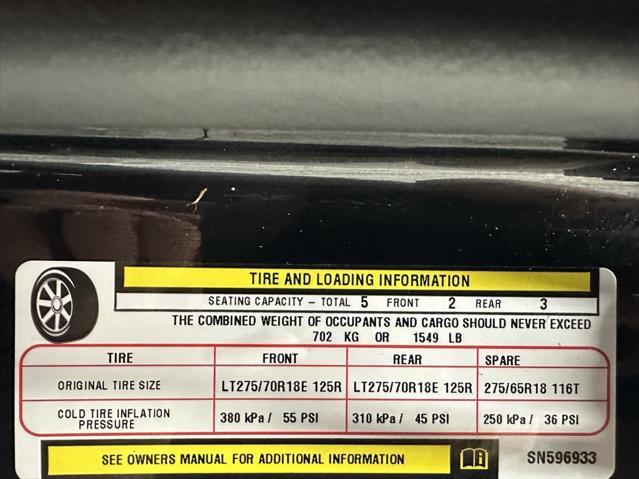 TIRE AND LOADING INFORMATION
SEATING CAPACITY – TOTAL 5 FRONT 2 REAR 3
THE COMBINED WEIGHT OF OCCUPANTS AND CARGO SHOULD NEVER EXCEED
702 KG OR 1549 LB
TIRE FRONT REAR SPARE
ORIGINAL TIRE SIZE LT275/70R18E 125R LT275/70R18E 125R 275/65R18 116T
COLD TIRE INFLATION PRESSURE 380 kPa / 55 PSI 310 kPa / 45 PSI 250 kPa / 36 PSI
SEE OWNERS MANUAL FOR ADDITIONAL INFORMATION
SN596933